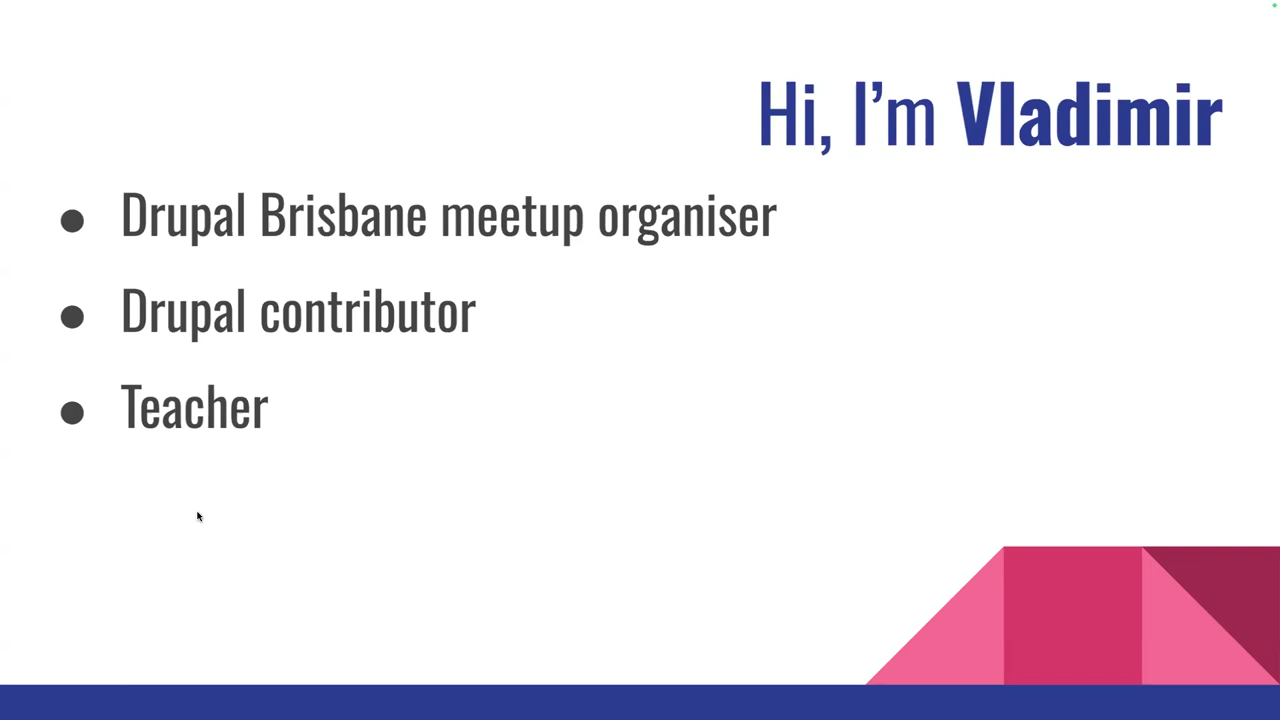 Hi, I’m Vladimir
● Drupal Brisbane meetup organiser
● Drupal contributor
● Teacher